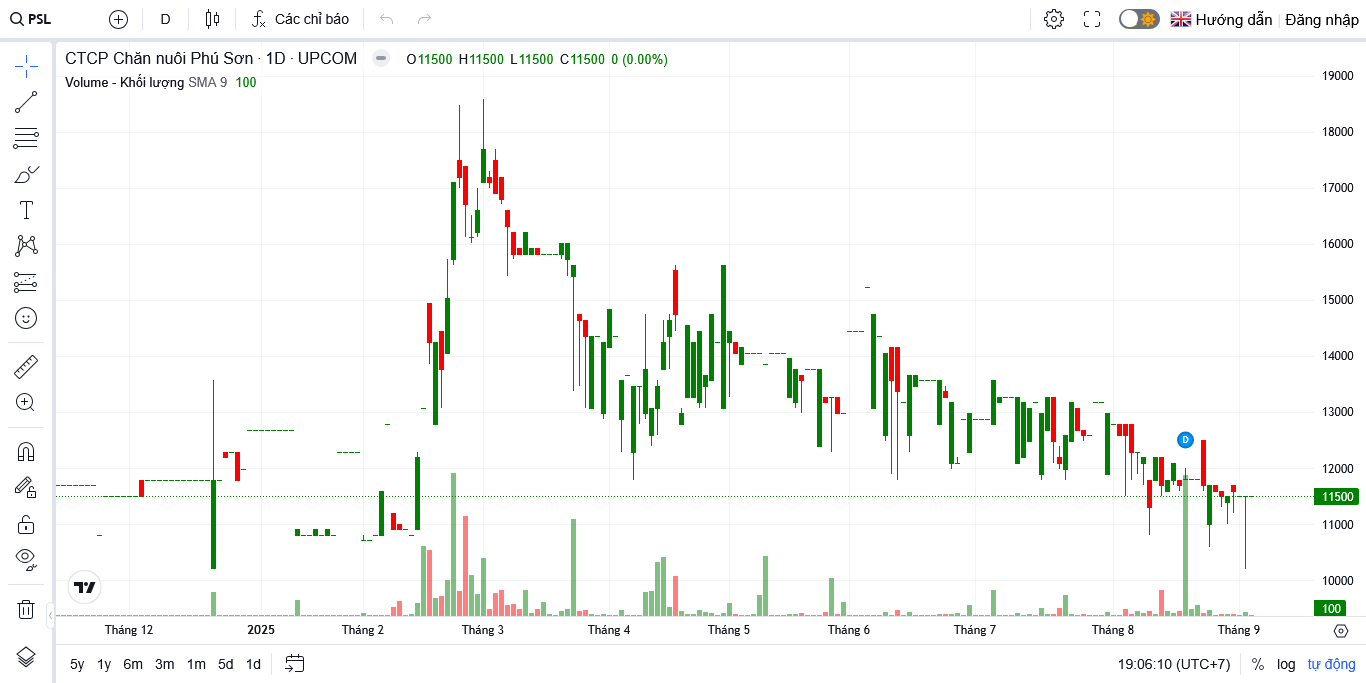 PSL D Các chỉ báo Hướng dẫn Đăng nhập
CTCP Chăn nuôi Phú Sơn · 1D · UPCOM O11500 H11500 L11500 C11500 0 (0.00%)
Volume - Khối lượng SMA 9 100
19000
18000
17000
16000
15000
14000
13000
12000
11500
11000
10000
100
D
Tháng 12 2025 Tháng 2 Tháng 3 Tháng 4 Tháng 5 Tháng 6 Tháng 7 Tháng 8 Tháng 9
5y 1y 6m 3m 1m 5d 1d 19:06:10 (UTC+7) % log tự động